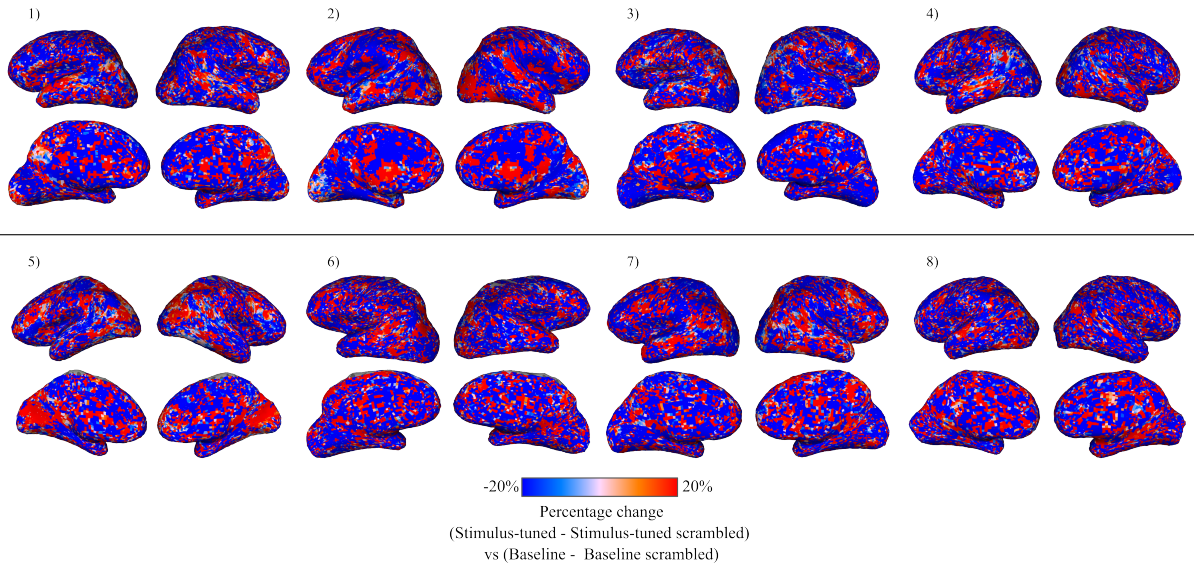 1) 2) 3) 4)
5) 6) 7) 8)
-20% 20%
Percentage change
(Stimulus-tuned - Stimulus-tuned scrambled)
vs (Baseline - Baseline scrambled)